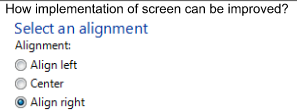 How implementation of screen can be improved?
Select an alignment
Alignment:
Align left
Center
Align right